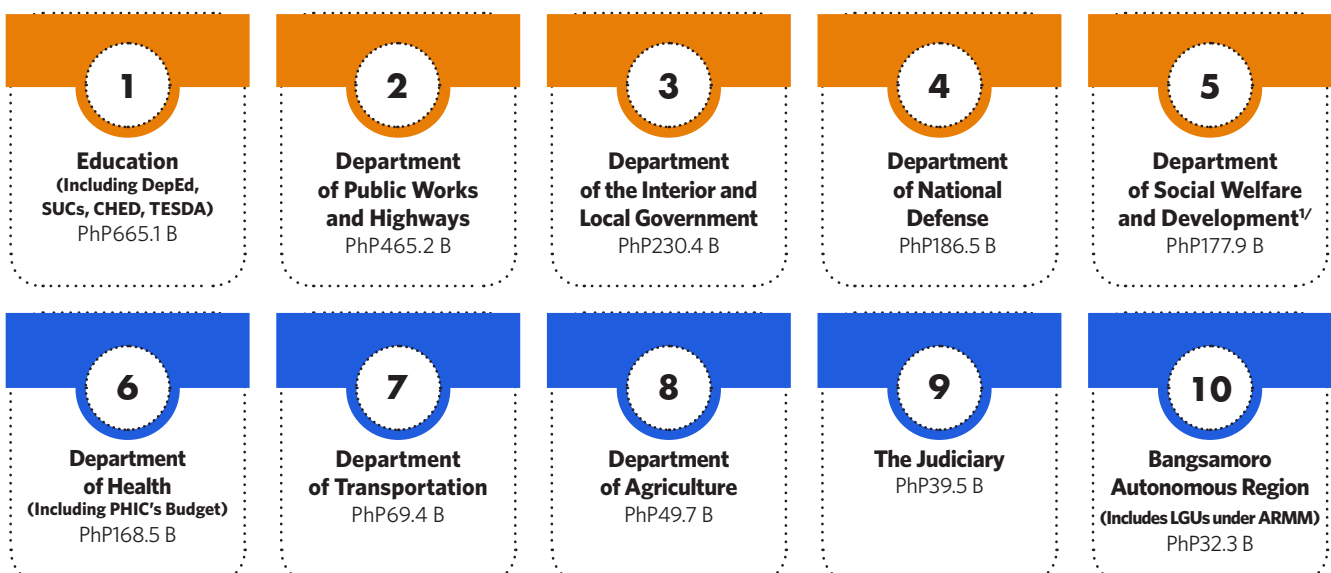 1
Education
(Including DepEd,
SUCs, CHED, TESDA)
PhP665.1 B
2
Department
of Public Works
and Highways
PhP465.2 B
3
Department
of the Interior and
Local Government
PhP230.4 B
4
Department
of National
Defense
PhP186.5 B
5
Department
of Social Welfare
and Development1/
PhP177.9 B
6
Department
of Health
(Including PHIC's Budget)
PhP168.5 B
7
Department
of Transportation
PhP69.4 B
8
Department
of Agriculture
PhP49.7 B
9
The Judiciary
PhP39.5 B
10
Bangsamoro
Autonomous Region
(Includes LGUs under ARMM)
PhP32.3 B